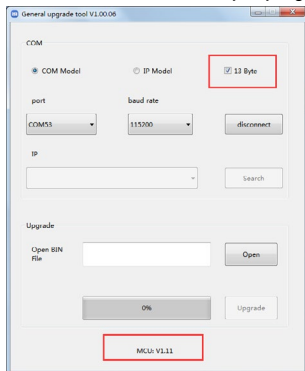 General upgrade tool V1.00.06
COM
COM Model IP Model 13 Byte
port baud rate
COM53 115200 disconnect
IP
Search
Upgrade
Open BIN File Open
0% Upgrade
MCU: V1.11